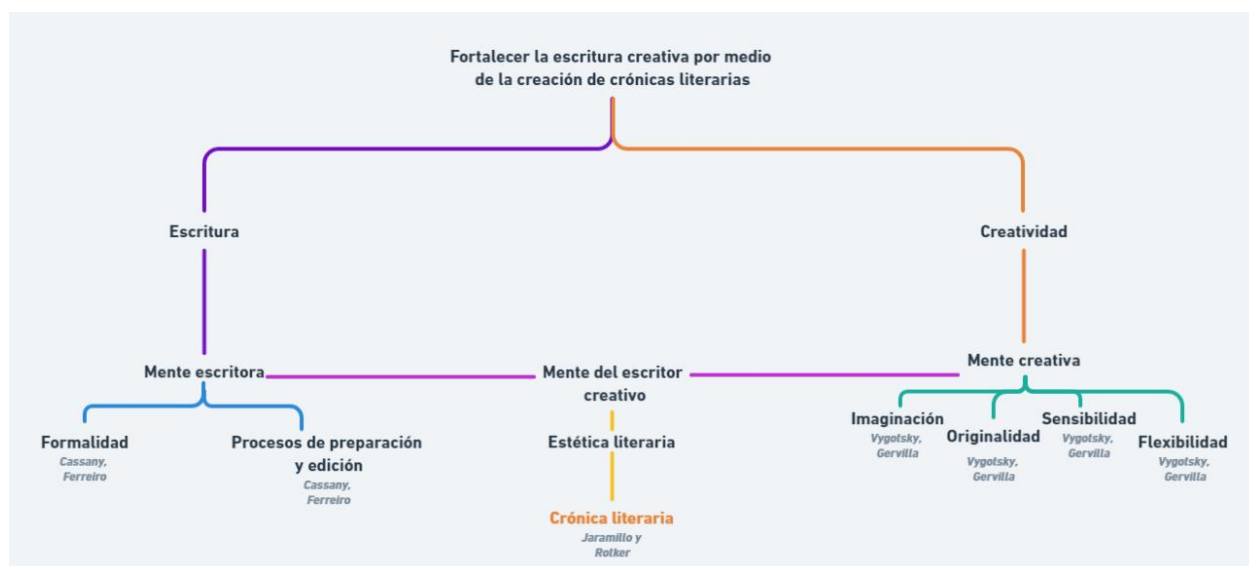 Fortalecer la escritura creativa por medio
de la creación de crónicas literarias
Escritura
Creatividad
Mente escritora
Mente del escritor
creativo
Mente creativa
Formalidad
Cassany,
Ferreiro
Procesos de preparación
y edición
Cassany,
Ferreiro
Estética literaria
Crónica literaria
Jaramillo y
Rotker
Imaginación
Vygotsky,
Gervilla
Originalidad
Vygotsky,
Gervilla
Sensibilidad
Vygotsky,
Gervilla
Flexibilidad
Vygotsky,
Gervilla